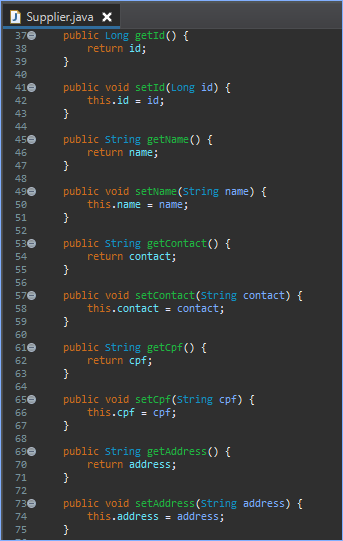 Supplier.java
37 public Long getId() {
38 return id;
39 }
40
41 public void setId(Long id) {
42 this.id = id;
43 }
44
45 public String getName() {
46 return name;
47 }
48
49 public void setName(String name) {
50 this.name = name;
51 }
52
53 public String getContact() {
54 return contact;
55 }
56
57 public void setContact(String contact) {
58 this.contact = contact;
59 }
60
61 public String getCpf() {
62 return cpf;
63 }
64
65 public void setCpf(String cpf) {
66 this.cpf = cpf;
67 }
68
69 public String getAddress() {
70 return address;
71 }
72
73 public void setAddress(String address) {
74 this.address = address;
75 }